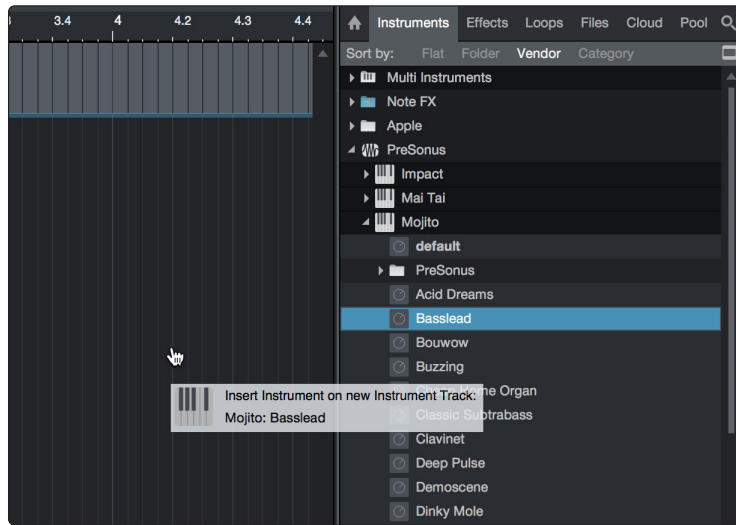 3.4 4 4.2 4.3 4.4
Instruments Effects Loops Files Cloud Pool
Sort by: Flat Folder Vendor Category
Multi Instruments
Note FX
Apple
PreSonus
Impact
Mai Tai
Mojito
default
PreSonus
Acid Dreams
Basslead
Bouwow
Buzzing
Insert Instrument on new Instrument Track:
Home Organ
Mojito: Basslead
Classic Subtrabass
Clavinet
Deep Pulse
Demoscene
Dinky Mole